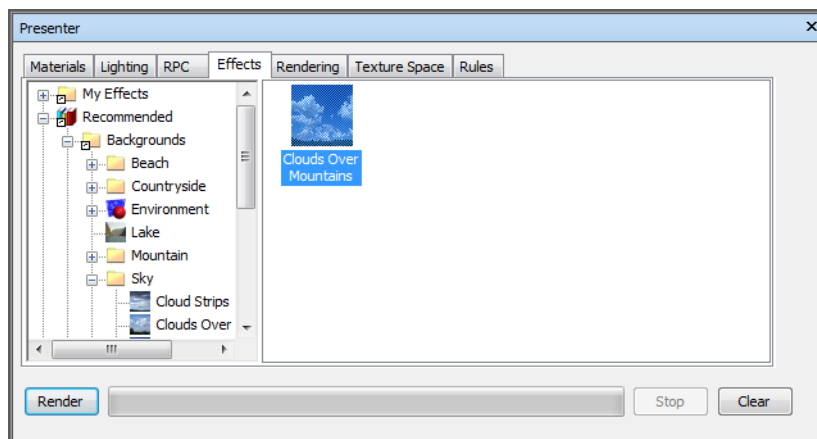 Presenter
Materials Lighting RPC Effects Rendering Texture Space Rules
My Effects
Recommended
Backgrounds
Beach
Countryside
Environment
Lake
Mountain
Sky
Cloud Strips
Clouds Over
Clouds Over
Mountains
Render Stop Clear